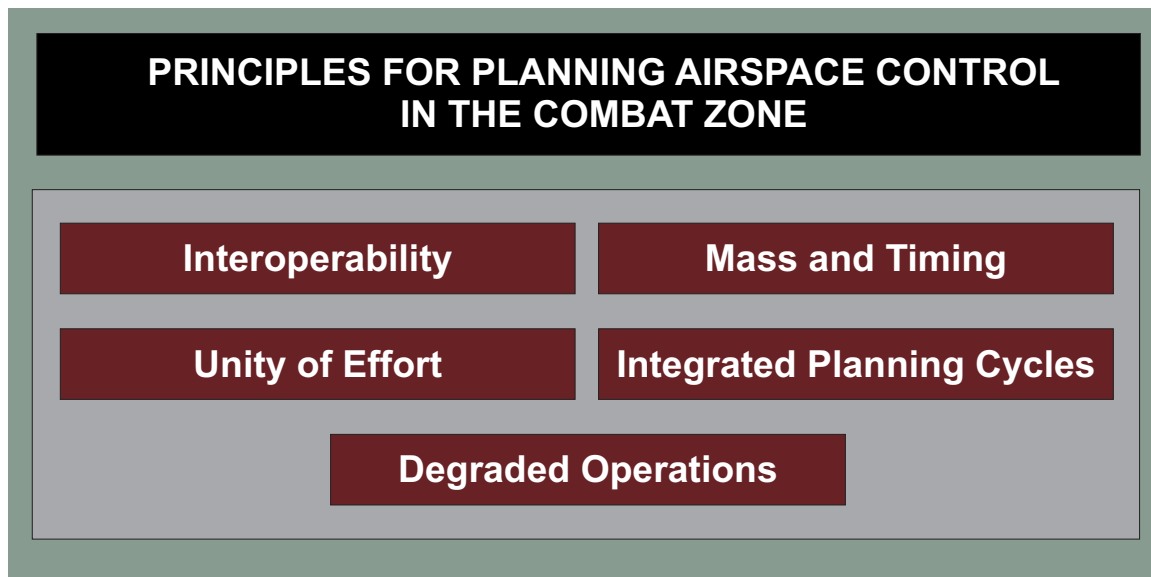 PRINCIPLES FOR PLANNING AIRSPACE CONTROL
IN THE COMBAT ZONE
Interoperability
Mass and Timing
Unity of Effort
Integrated Planning Cycles
Degraded Operations